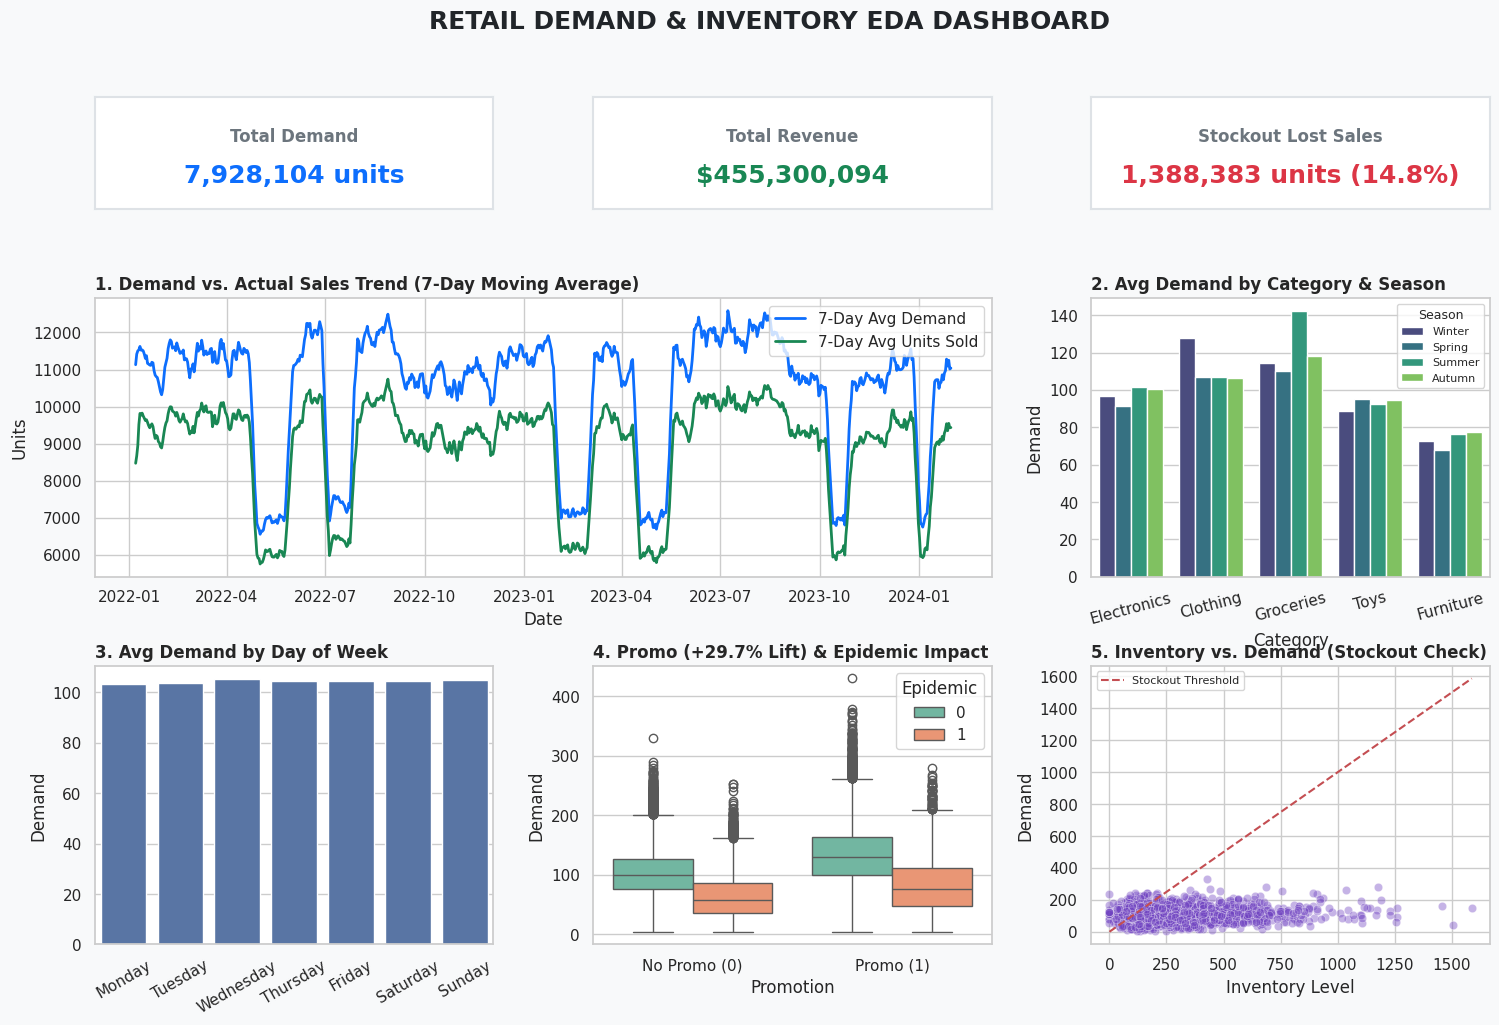 RETAIL DEMAND & INVENTORY EDA DASHBOARD
Total Demand
7,928,104 units
Total Revenue
$455,300,094
Stockout Lost Sales
1,388,383 units (14.8%)
1. Demand vs. Actual Sales Trend (7-Day Moving Average)
7-Day Avg Demand
7-Day Avg Units Sold
Units
12000
11000
10000
9000
8000
7000
6000
2022-01 2022-04 2022-07 2022-10 2023-01 2023-04 2023-07 2023-10 2024-01
Date
2. Avg Demand by Category & Season
Season
Winter
Spring
Summer
Autumn
Demand
140
120
100
80
60
40
20
0
Electronics Clothing Groceries Toys Furniture
Category
3. Avg Demand by Day of Week
Demand
100
80
60
40
20
0
Monday Tuesday Wednesday Thursday Friday Saturday Sunday
4. Promo (+29.7% Lift) & Epidemic Impact
Epidemic
0
1
Demand
400
300
200
100
0
No Promo (0) Promo (1)
Promotion
5. Inventory vs. Demand (Stockout Check)
Stockout Threshold
Demand
1600
1400
1200
1000
800
600
400
200
0
0 250 500 750 1000 1250 1500
Inventory Level